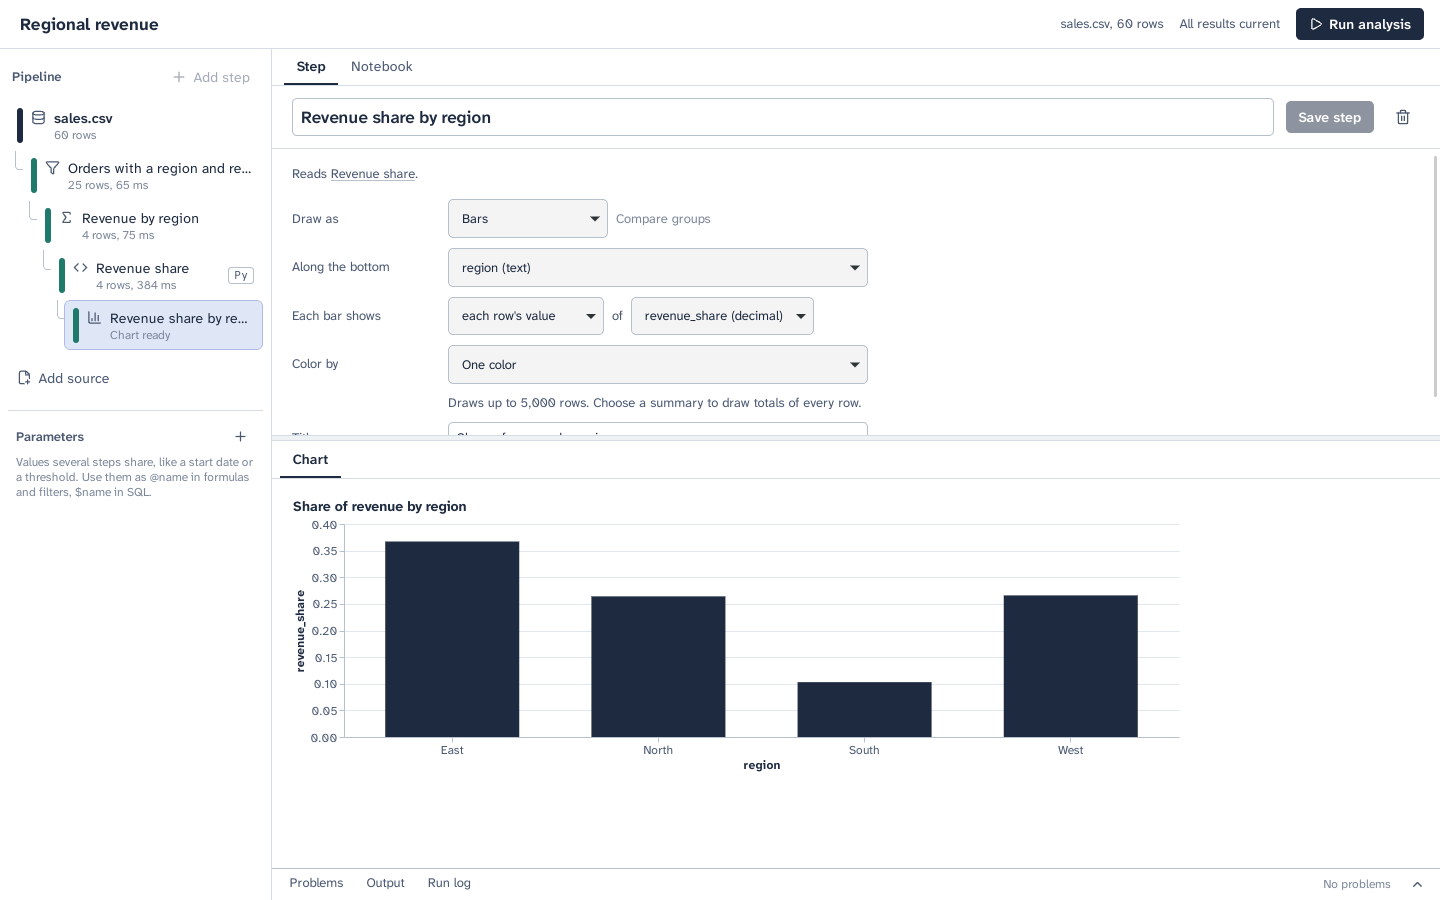 Regional revenue
sales.csv, 60 rows
All results current
Run analysis
Pipeline
Add step
sales.csv
60 rows
Orders with a region and re...
25 rows, 65 ms
Revenue by region
4 rows, 75 ms
Revenue share
4 rows, 384 ms
Py
Revenue share by re...
Chart ready
Add source
Parameters
Values several steps share, like a start date or
a threshold. Use them as @name in formulas
and filters, $name in SQL.
Step
Notebook
Revenue share by region
Save step
Reads Revenue share.
Draw as
Bars
Compare groups
Along the bottom
region (text)
Each bar shows
each row's value
of
revenue_share (decimal)
Color by
One color
Draws up to 5,000 rows. Choose a summary to draw totals of every row.
Chart
Share of revenue by region
revenue_share
0.40
0.35
0.30
0.25
0.20
0.15
0.10
0.05
0.00
East
North
South
West
region
Problems
Output
Run log
No problems